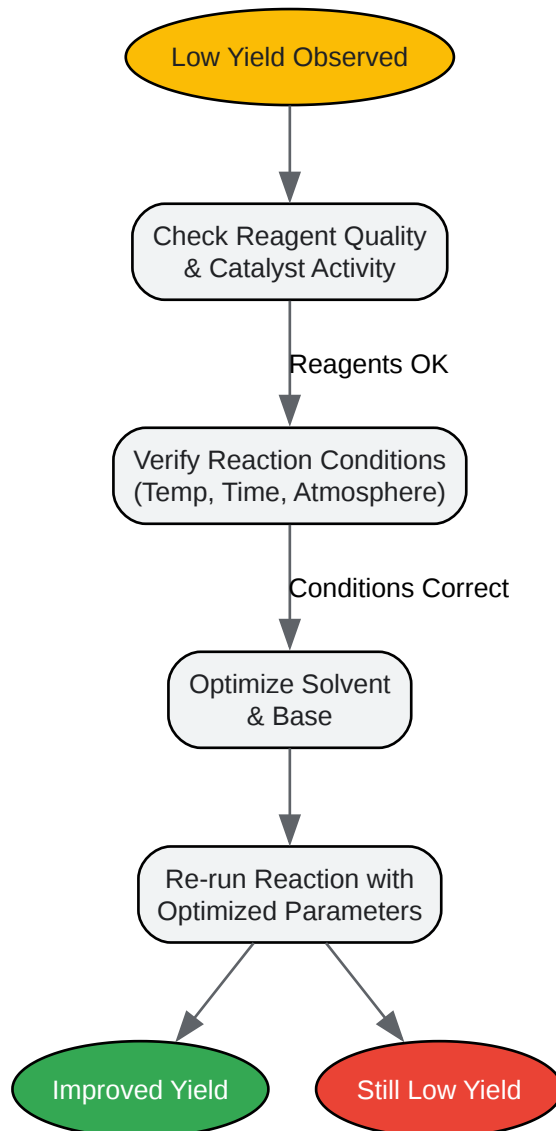 Low Yield Observed
Check Reagent Quality
& Catalyst Activity
Reagents OK
Verify Reaction Conditions
(Temp, Time, Atmosphere)
Conditions Correct
Optimize Solvent
& Base
Re-run Reaction with
Optimized Parameters
Improved Yield
Still Low Yield